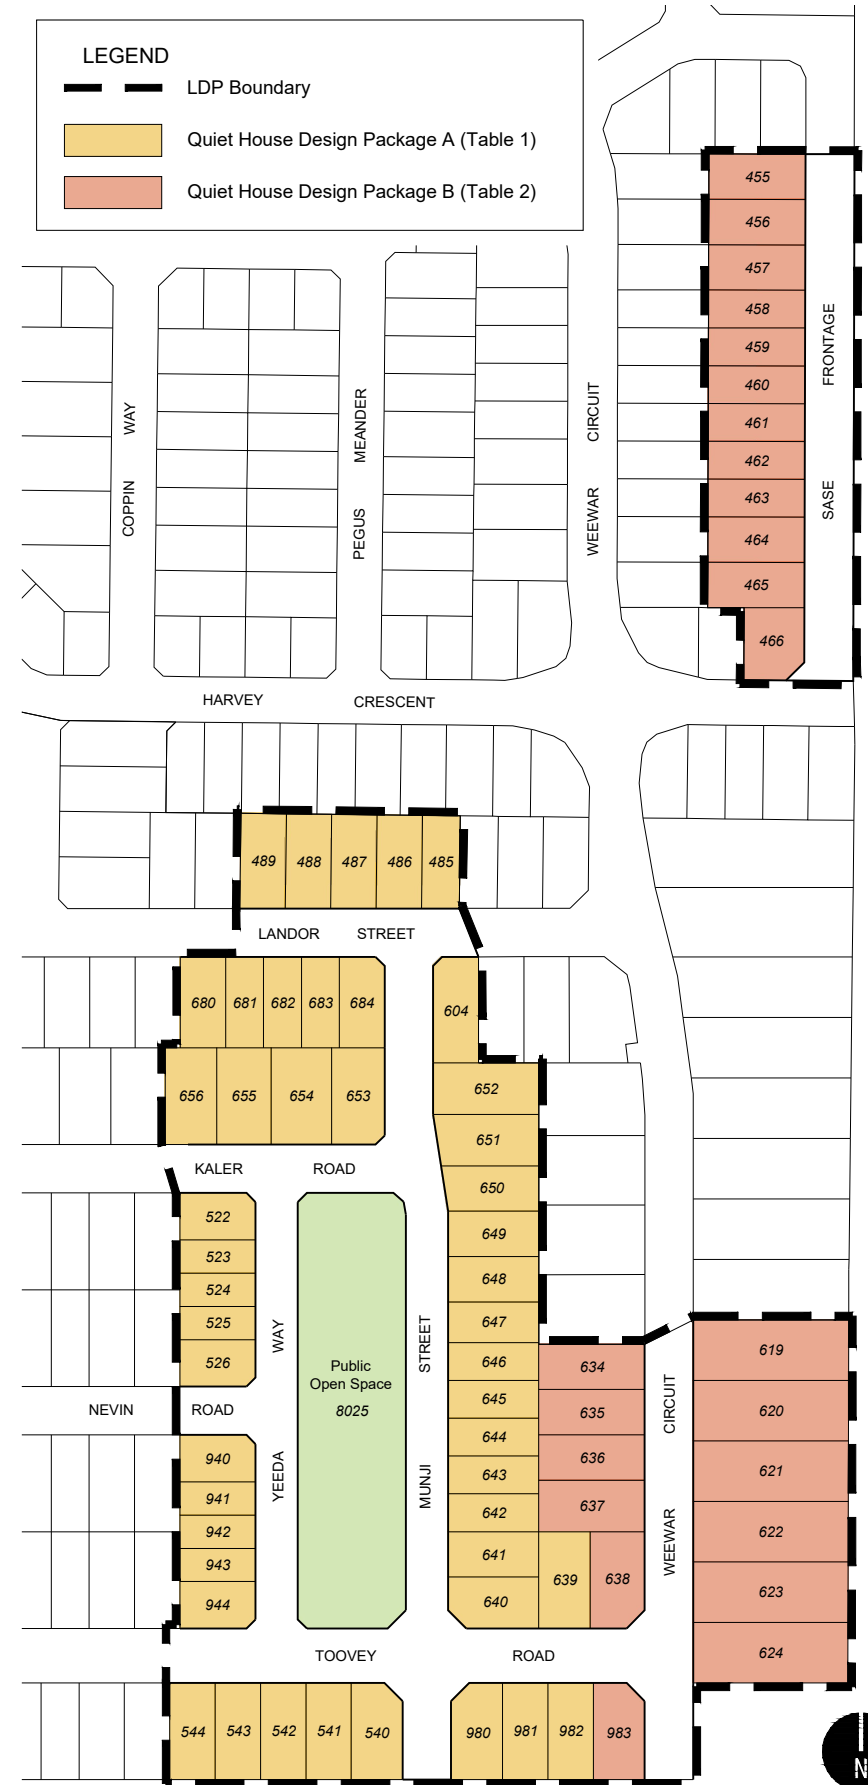 LEGEND
LDP Boundary
Quiet House Design Package A (Table 1)
Quiet House Design Package B (Table 2)
455
456
457
458
459
460
461
462
463
464
465
466
SASE FRONTAGE
COPPIN WAY
PEGUS MEANDER
WEEWAR CIRCUIT
HARVEY CRESCENT
489 488 487 486 485
LANDOR STREET
680 681 682 683 684
604
656 655 654 653
652
651
650
649
648
647
646
645
644
643
642
641
640
KALER ROAD
522
523
524
525
526
NEVIN ROAD
940
941
942
943
944
YEEDA WAY
Public
Open Space
8025
MUNJI STREET
634
635
636
637
639 638
WEEWAR CIRCUIT
619
620
621
622
623
624
TOOVEY ROAD
544 543 542 541 540
980 981 982 983
N